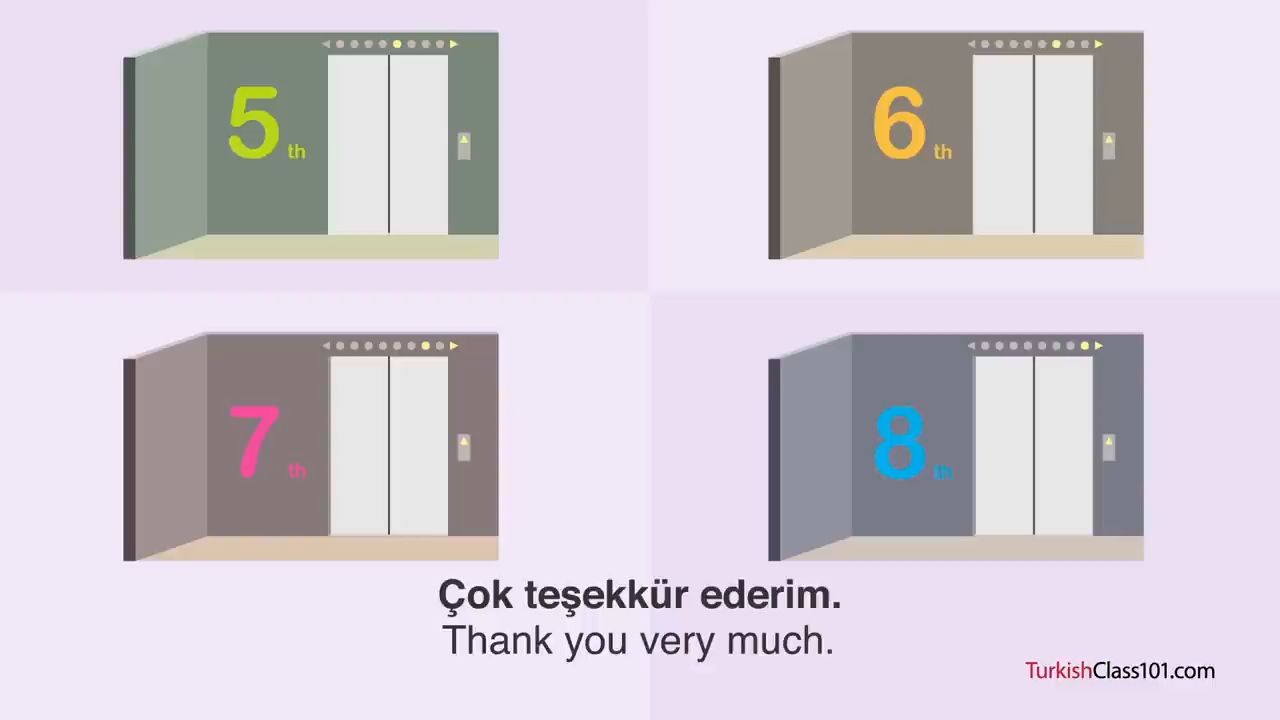 5th
6th
7th
8th
Çok teşekkür ederim.
Thank you very much.
TurkishClass101.com